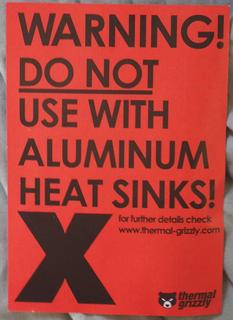 WARNING!
DO NOT
USE WITH
ALUMINUM
HEAT SINKS!
X
for further details check
www.thermal-grizzly.com
thermal
grizzly